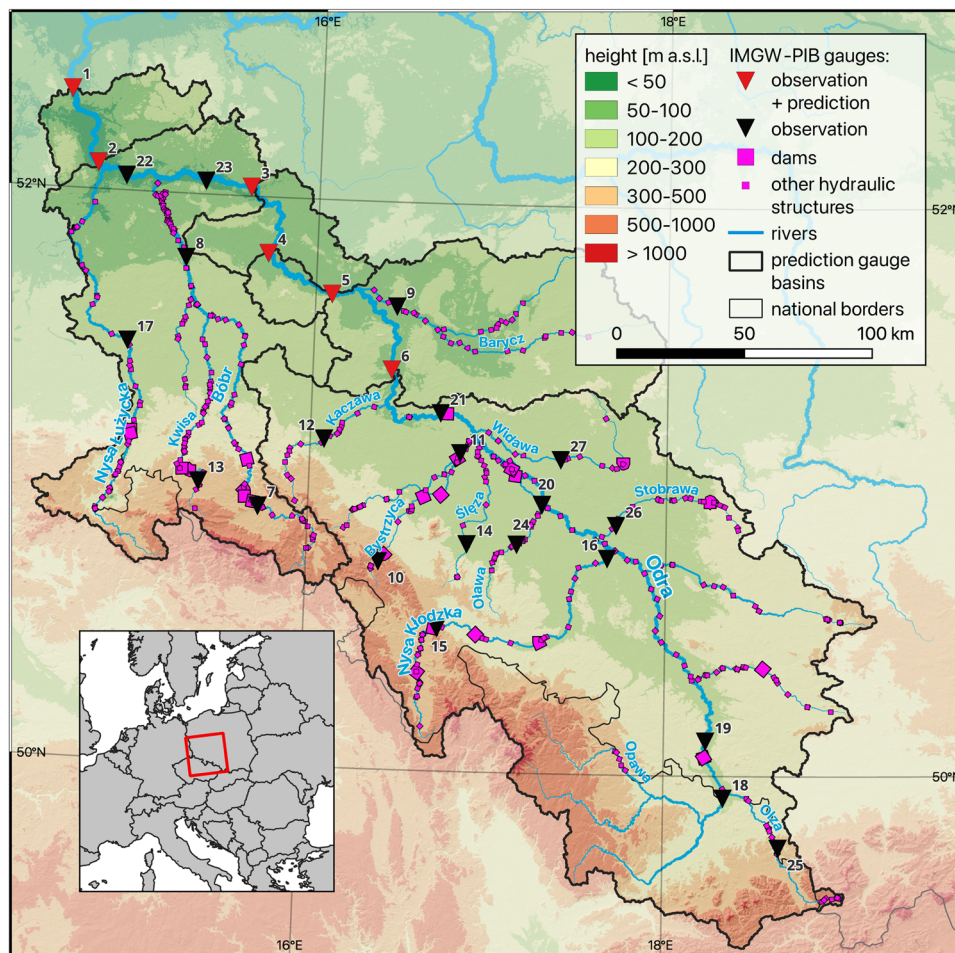 16°E
18°E
height [m a.s.l.]
< 50
50-100
100-200
200-300
300-500
500-1000
> 1000
IMGW-PIB gauges:
observation
+ prediction
observation
dams
other hydraulic
structures
rivers
prediction gauge
basins
national borders
0
50
100 km
1
2
22
23
3
52°N
52°N
4
8
5
9
Barycz
17
6
21
Kaczawa
12
11
Widawa
27
Nysa Łużycka
Kwisa
Bóbr
13
7
20
Stobrawa
26
Bystrzyca
Ślęza
14
24
16
10
Oława
Odra
Nysa Kłodzka
15
19
50°N
50°N
Opawa
18
Olza
25
16°E
18°E